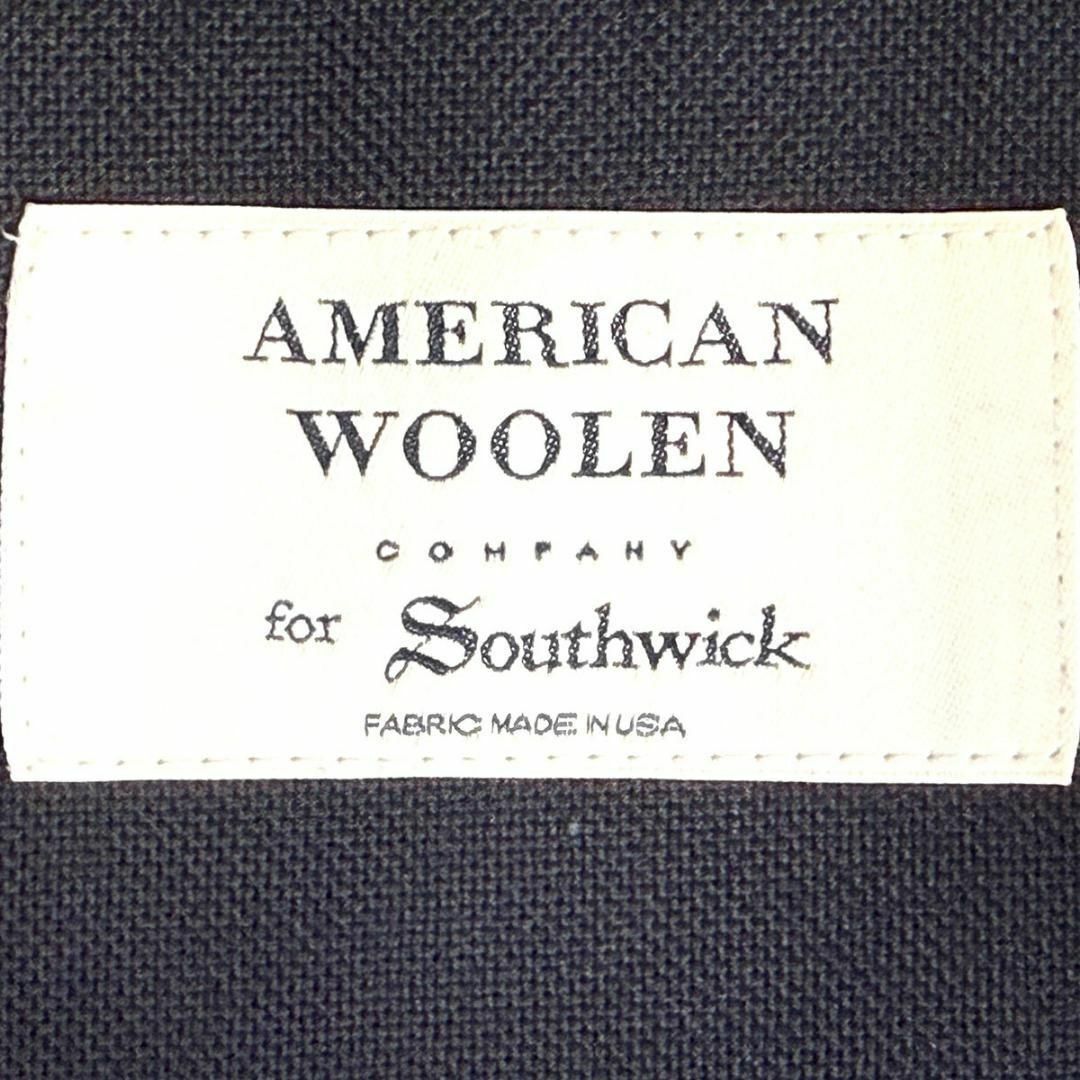 AMERICAN
WOOLEN
COMPANY
for Southwick
FABRIC MADE IN USA